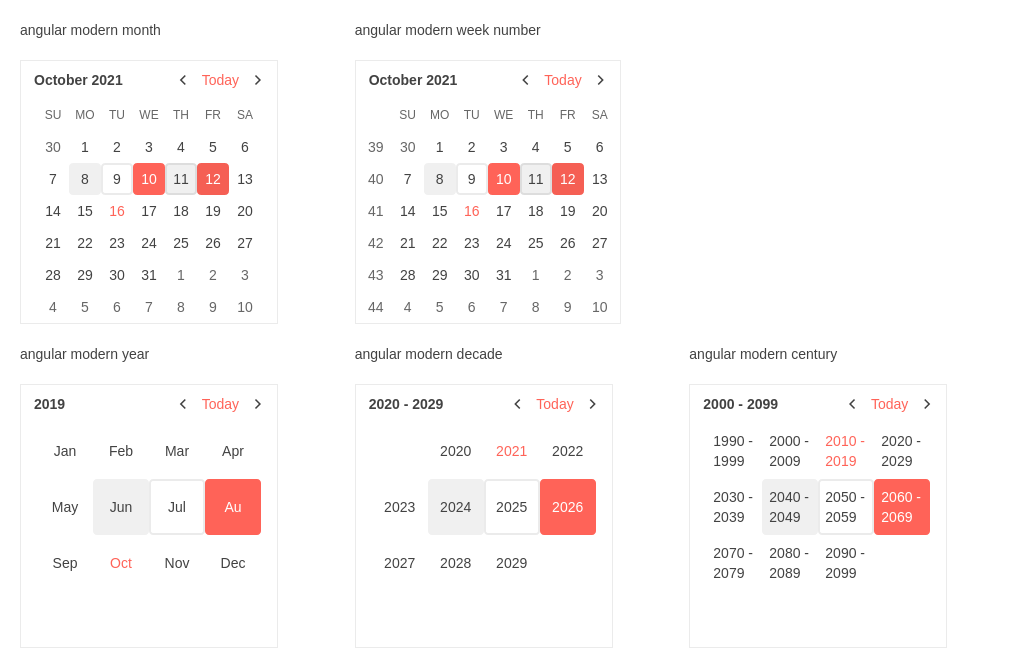 angular modern month
October 2021 Today
SU MO TU WE TH FR SA
30 1 2 3 4 5 6
7 8 9 10 11 12 13
14 15 16 17 18 19 20
21 22 23 24 25 26 27
28 29 30 31 1 2 3
4 5 6 7 8 9 10
angular modern week number
October 2021 Today
SU MO TU WE TH FR SA
39 30 1 2 3 4 5 6
40 7 8 9 10 11 12 13
41 14 15 16 17 18 19 20
42 21 22 23 24 25 26 27
43 28 29 30 31 1 2 3
44 4 5 6 7 8 9 10
angular modern year
2019 Today
Jan Feb Mar Apr
May Jun Jul Au
Sep Oct Nov Dec
angular modern decade
2020 - 2029 Today
2020 2021 2022
2023 2024 2025 2026
2027 2028 2029
angular modern century
2000 - 2099 Today
1990 - 2000 - 2010 - 2020 -
1999 2009 2019 2029
2030 - 2040 - 2050 - 2060 -
2039 2049 2059 2069
2070 - 2080 - 2090 -
2079 2089 2099